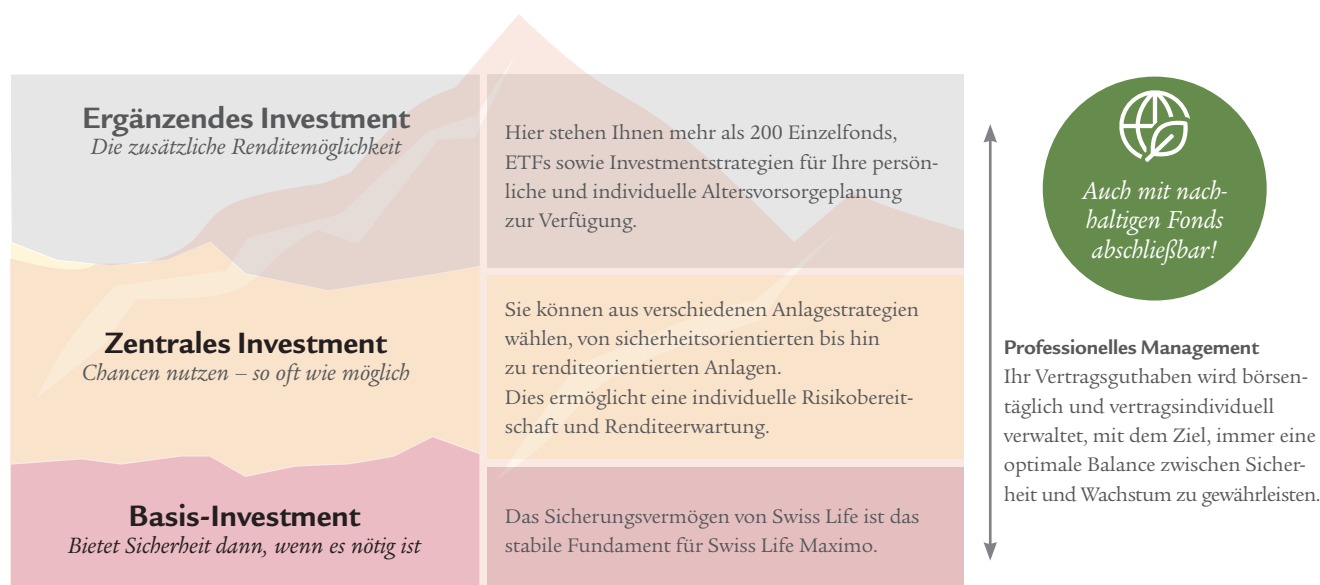 Ergänzendes Investment
Die zusätzliche Renditemöglichkeit
Hier stehen Ihnen mehr als 200 Einzelfonds,
ETFs sowie Investmentstrategien für Ihre persön-
liche und individuelle Altersvorsorgeplanung
zur Verfügung.
Auch mit nach-
haltigen Fonds
abschließbar!
Zentrales Investment
Chancen nutzen – so oft wie möglich
Sie können aus verschiedenen Anlagestrategien
wählen, von sicherheitsorientierten bis hin
zu renditeorientierten Anlagen.
Dies ermöglicht eine individuelle Risikobereit-
schaft und Renditeerwartung.
Professionelles Management
Ihr Vertragsguthaben wird börsen-
täglich und vertragsindividuell
verwaltet, mit dem Ziel, immer eine
optimale Balance zwischen Sicher-
heit und Wachstum zu gewährleisten.
Basis-Investment
Bietet Sicherheit dann, wenn es nötig ist
Das Sicherungsvermögen von Swiss Life ist das
stabile Fundament für Swiss Life Maximo.